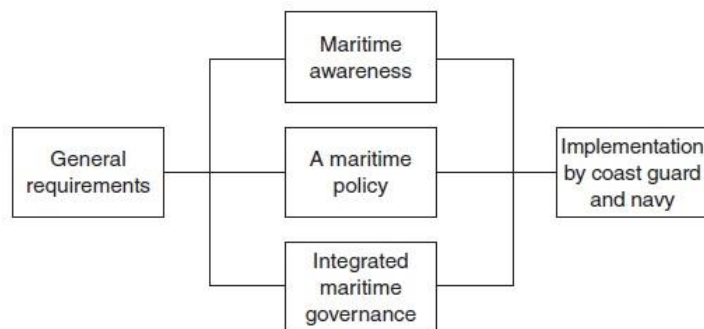 Maritime
awareness
General
requirements
A maritime
policy
Implementation
by coast guard
and navy
Integrated
maritime
governance